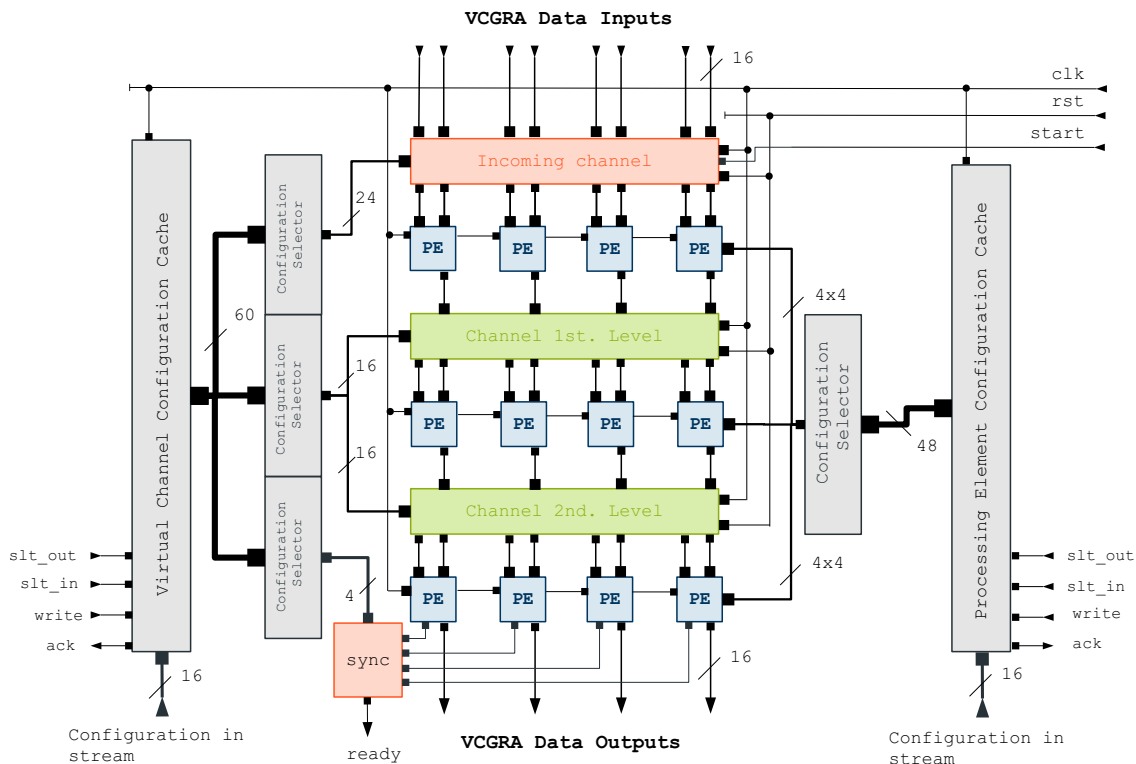 VCGRA Data Inputs
16
clk
rst
start
Incoming channel
24
Configuration
Selector
PE
PE
PE
PE
4x4
60
Virtual Channel Configuration Cache
Channel 1st. Level
16
Configuration
Selector
Configuration
Selector
Processing Element Configuration Cache
PE
PE
PE
PE
48
16
Channel 2nd. Level
Configuration
Selector
slt_out
slt_in
write
ack
4
PE
PE
PE
PE
4x4
slt_out
slt_in
write
ack
sync
16
16
16
Configuration in
stream
ready
VCGRA Data Outputs
Configuration in
stream